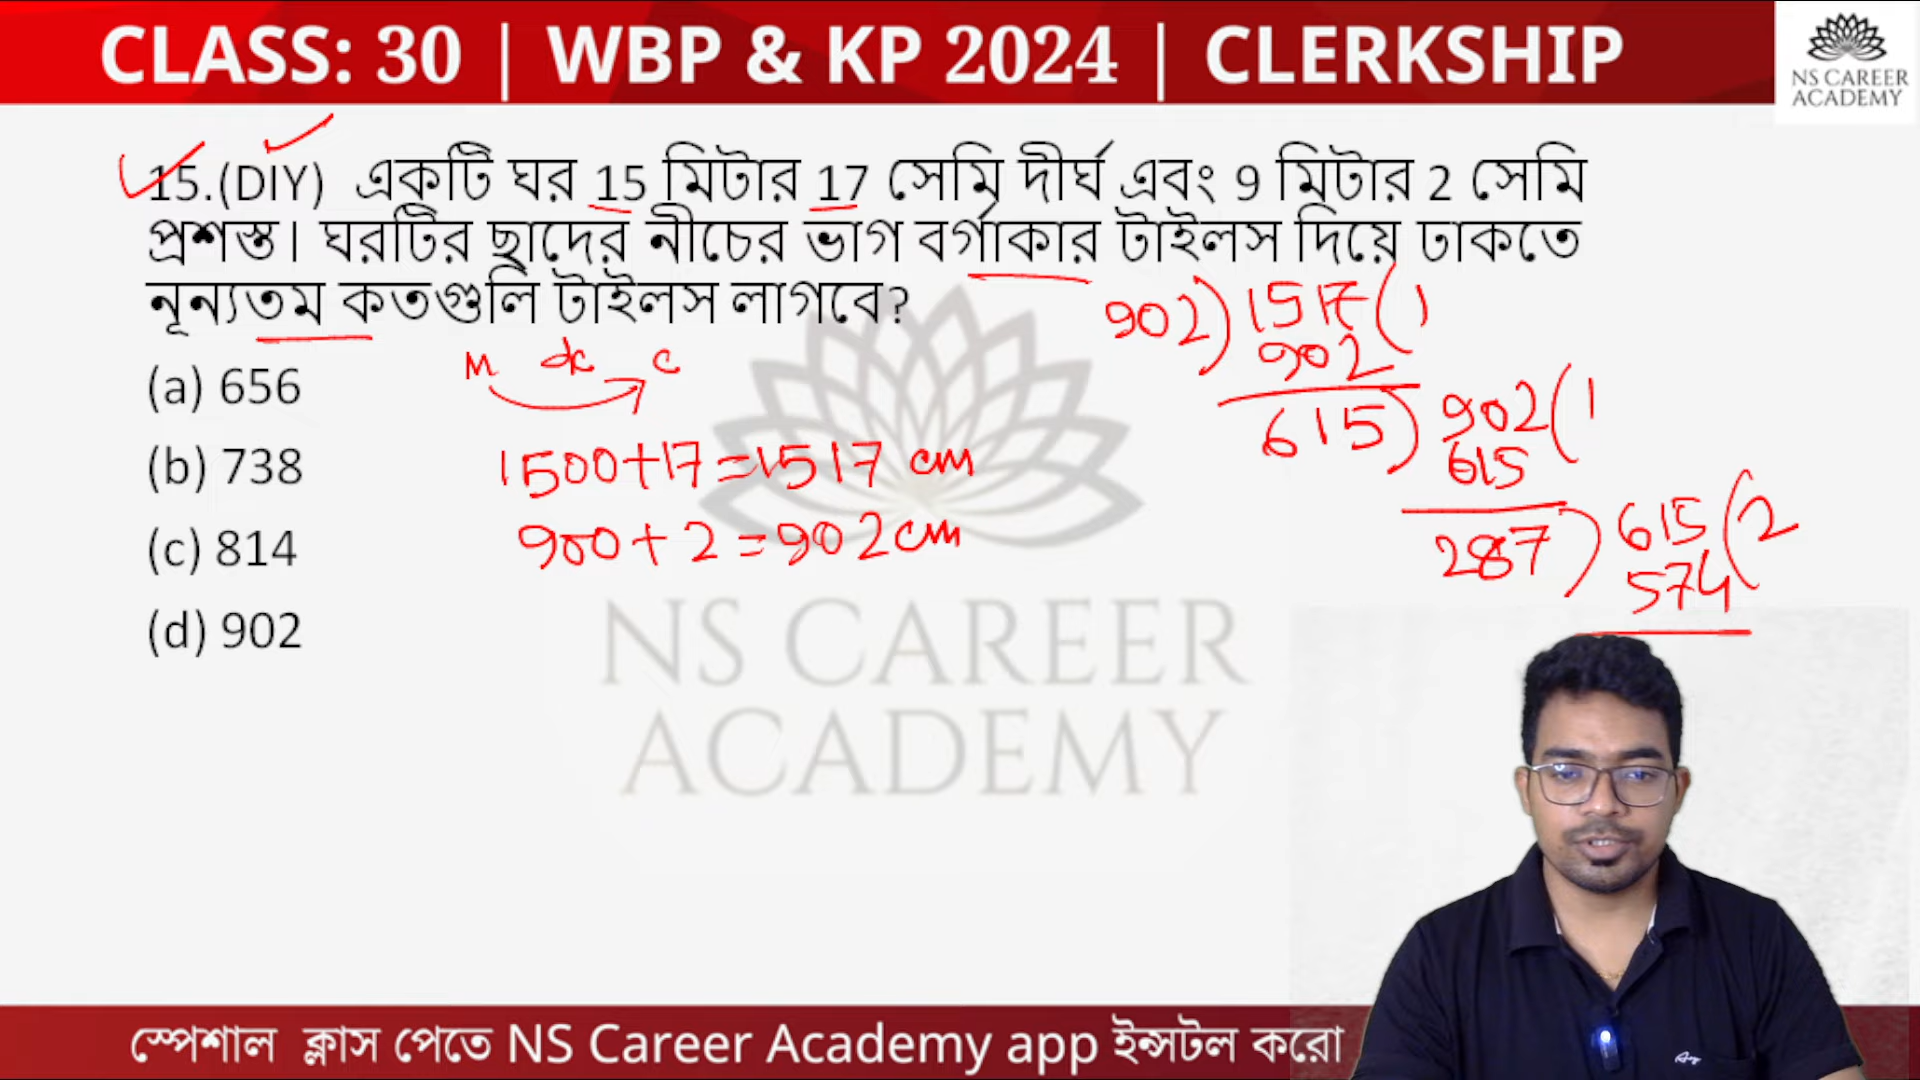 CLASS: 30 | WBP & KP 2024 | CLERKSHIP
NS CAREER
ACADEMY
15.(DIY) একটি ঘর 15 মিটার 17 সেমি দীর্ঘ এবং 9 মিটার 2 সেমি
প্রশস্ত। ঘরটির ছাদের নীচের ভাগ বর্গাকার টাইলস দিয়ে ঢাকতে
নূন্যতম কতগুলি টাইলস লাগবে?
(a) 656
(b) 738
(c) 814
(d) 902
M dc c
1500+17=1517 cm
900+2=902cm
902) 1517 (1
902
615) 902 (1
615
287) 615 (2
574
NS CAREER
ACADEMY
স্পেশাল ক্লাস পেতে NS Career Academy app ইন্সটল করো